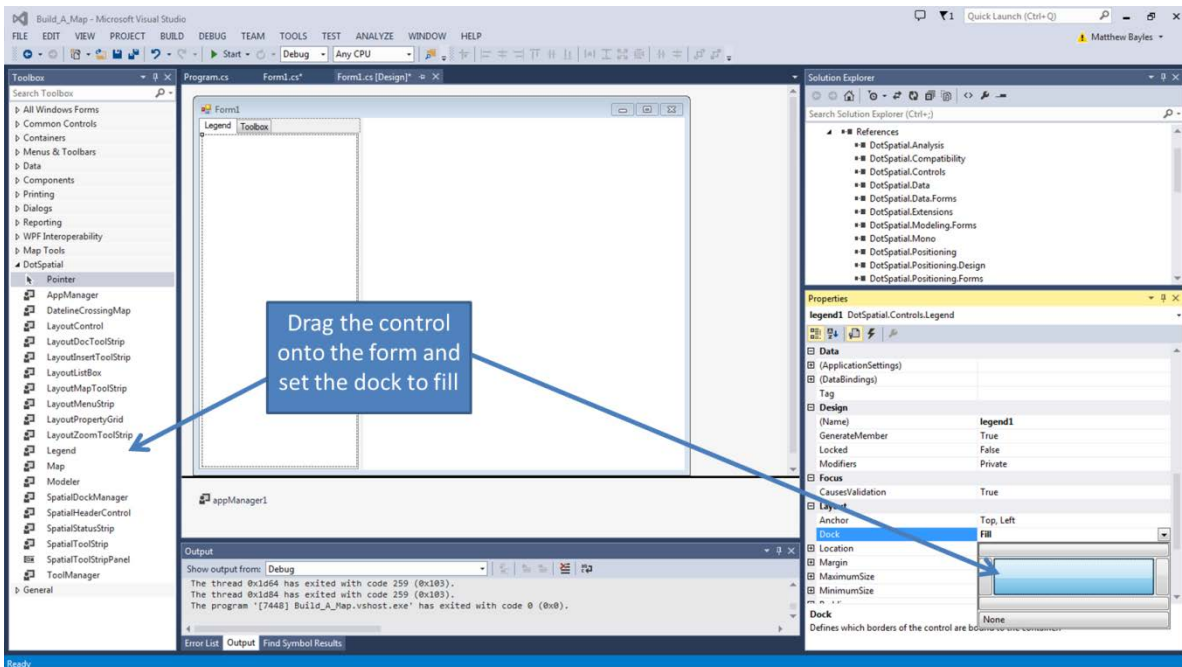 Build_A_Map - Microsoft Visual Studio
1
Quick Launch (Ctrl+Q)
FILE EDIT VIEW PROJECT BUILD DEBUG TEAM TOOLS TEST ANALYZE WINDOW HELP
Matthew Bayles
Start
Debug
Any CPU
Toolbox
Search Toolbox
All Windows Forms
Common Controls
Containers
Menus & Toolbars
Data
Components
Printing
Dialogs
Reporting
WPF Interoperability
Map Tools
DotSpatial
Pointer
AppManager
DatelineCrossingMap
LayoutControl
LayoutDocToolStrip
LayoutInsertToolStrip
LayoutListBox
LayoutMapToolStrip
LayoutMenuStrip
LayoutPropertyGrid
LayoutZoomToolStrip
Legend
Map
Modeler
SpatialDockManager
SpatialHeaderControl
SpatialStatusStrip
SpatialToolStrip
SpatialToolStripPanel
ToolManager
General
Program.cs Form1.cs* Form1.cs [Design]*
Form1
Legend Toolbox
Drag the control
onto the form and
set the dock to fill
appManager1
Output
Show output from: Debug
The thread 0x1d64 has exited with code 259 (0x103).
The thread 0x1d84 has exited with code 259 (0x103).
The program '[7448] Build_A_Map.vshost.exe' has exited with code 0 (0x0).
Error List Output Find Symbol Results
Solution Explorer
Search Solution Explorer (Ctrl+;)
References
DotSpatial.Analysis
DotSpatial.Compatibility
DotSpatial.Controls
DotSpatial.Data
DotSpatial.Data.Forms
DotSpatial.Extensions
DotSpatial.Modeling.Forms
DotSpatial.Mono
DotSpatial.Positioning
DotSpatial.Positioning.Design
DotSpatial.Positioning.Forms
Properties
legend1 DotSpatial.Controls.Legend
Data
(ApplicationSettings)
(DataBindings)
Tag
Design
(Name) legend1
GenerateMember True
Locked False
Modifiers Private
Focus
CausesValidation True
Layout
Anchor Top, Left
Dock Fill
Location
Margin
MaximumSize
MinimumSize
None
Dock
Defines which borders of the control are bound to the container.
Ready